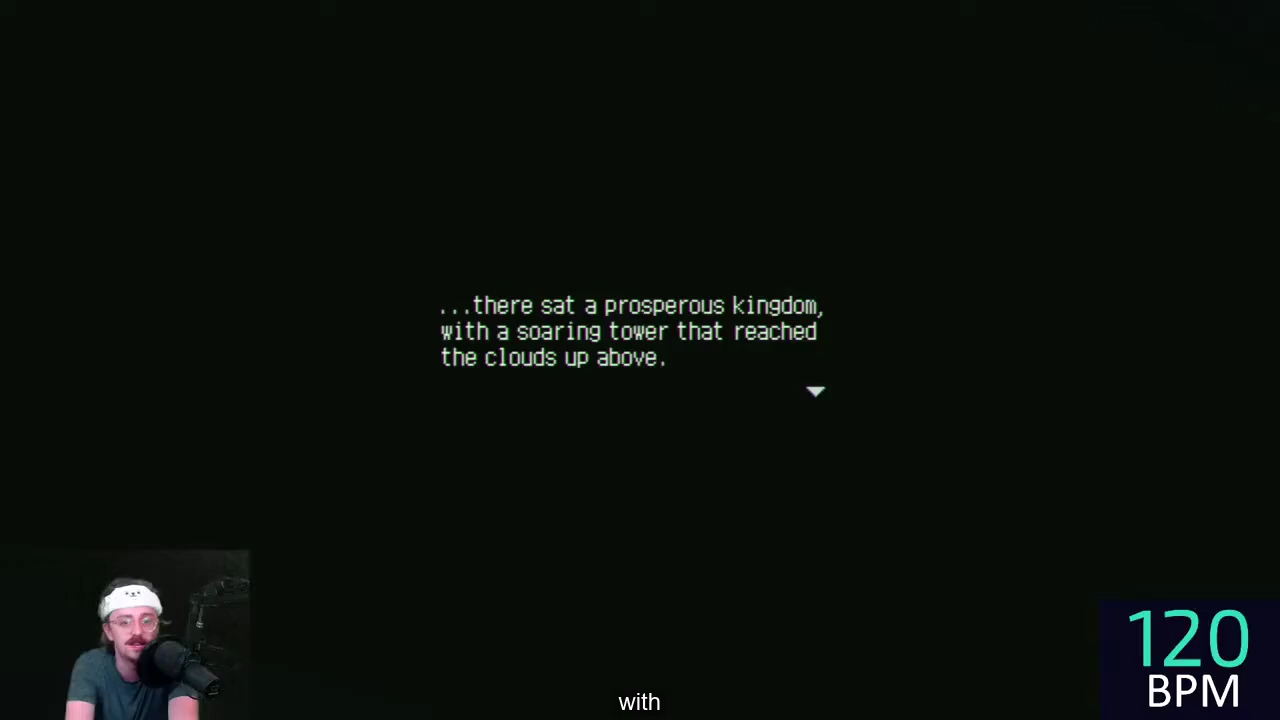 ...there sat a prosperous kingdom,
with a soaring tower that reached
the clouds up above.
120
BPM
with